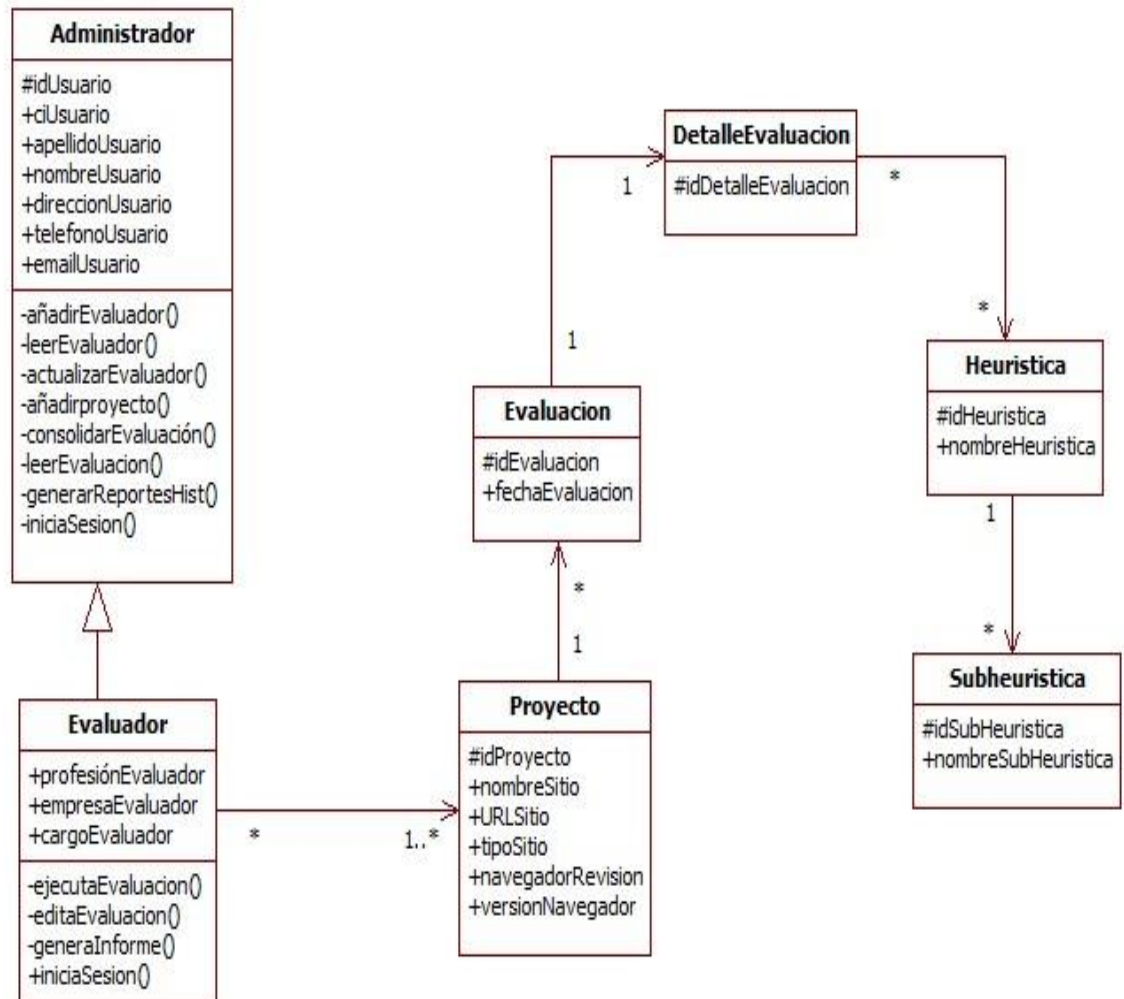 Administrador
#idUsuario
+ciUsuario
+apellidoUsuario
+nombreUsuario
+direccionUsuario
+telefonoUsuario
+emailUsuario
-añadirEvaluador()
-leerEvaluador()
-actualizarEvaluador()
-añadirproyecto()
-consolidarEvaluación()
-leerEvaluacion()
-generarReportesHist()
-iniciaSesion()
Evaluador
+profesiónEvaluador
+empresaEvaluador
+cargoEvaluador
-ejecutaEvaluacion()
-editaEvaluacion()
-generaInforme()
+iniciaSesion()
*
1..*
Proyecto
#idProyecto
+nombreSitio
+URLSitio
+tipoSitio
+navegadorRevision
+versionNavegador
1
*
Evaluacion
#idEvaluacion
+fechaEvaluacion
1
1
DetalleEvaluacion
#idDetalleEvaluacion
*
*
Heuristica
#idHeuristica
+nombreHeuristica
1
*
Subheuristica
#idSubHeuristica
+nombreSubHeuristica